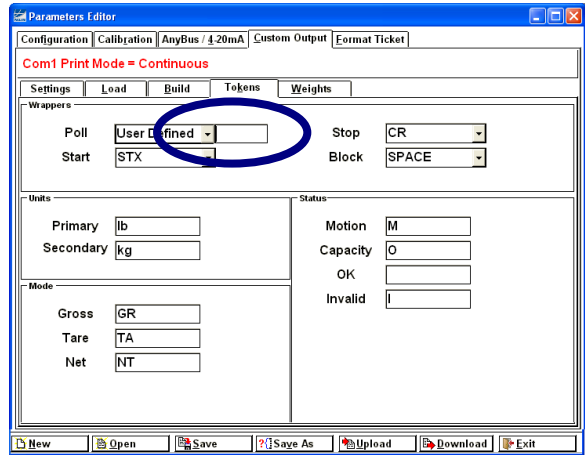 Parameters Editor
Configuration Calibration AnyBus / 4-20mA Custom Output Format Ticket
Com1 Print Mode = Continuous
Settings Load Build Tokens Weights
Wrappers
Poll User Defined Stop CR
Start STX Block SPACE
Units Status
Primary lb Motion M
Secondary kg Capacity O
OK
Mode
Invalid I
Gross GR
Tare TA
Net NT
New Open Save ?{} Save As Upload Download Exit